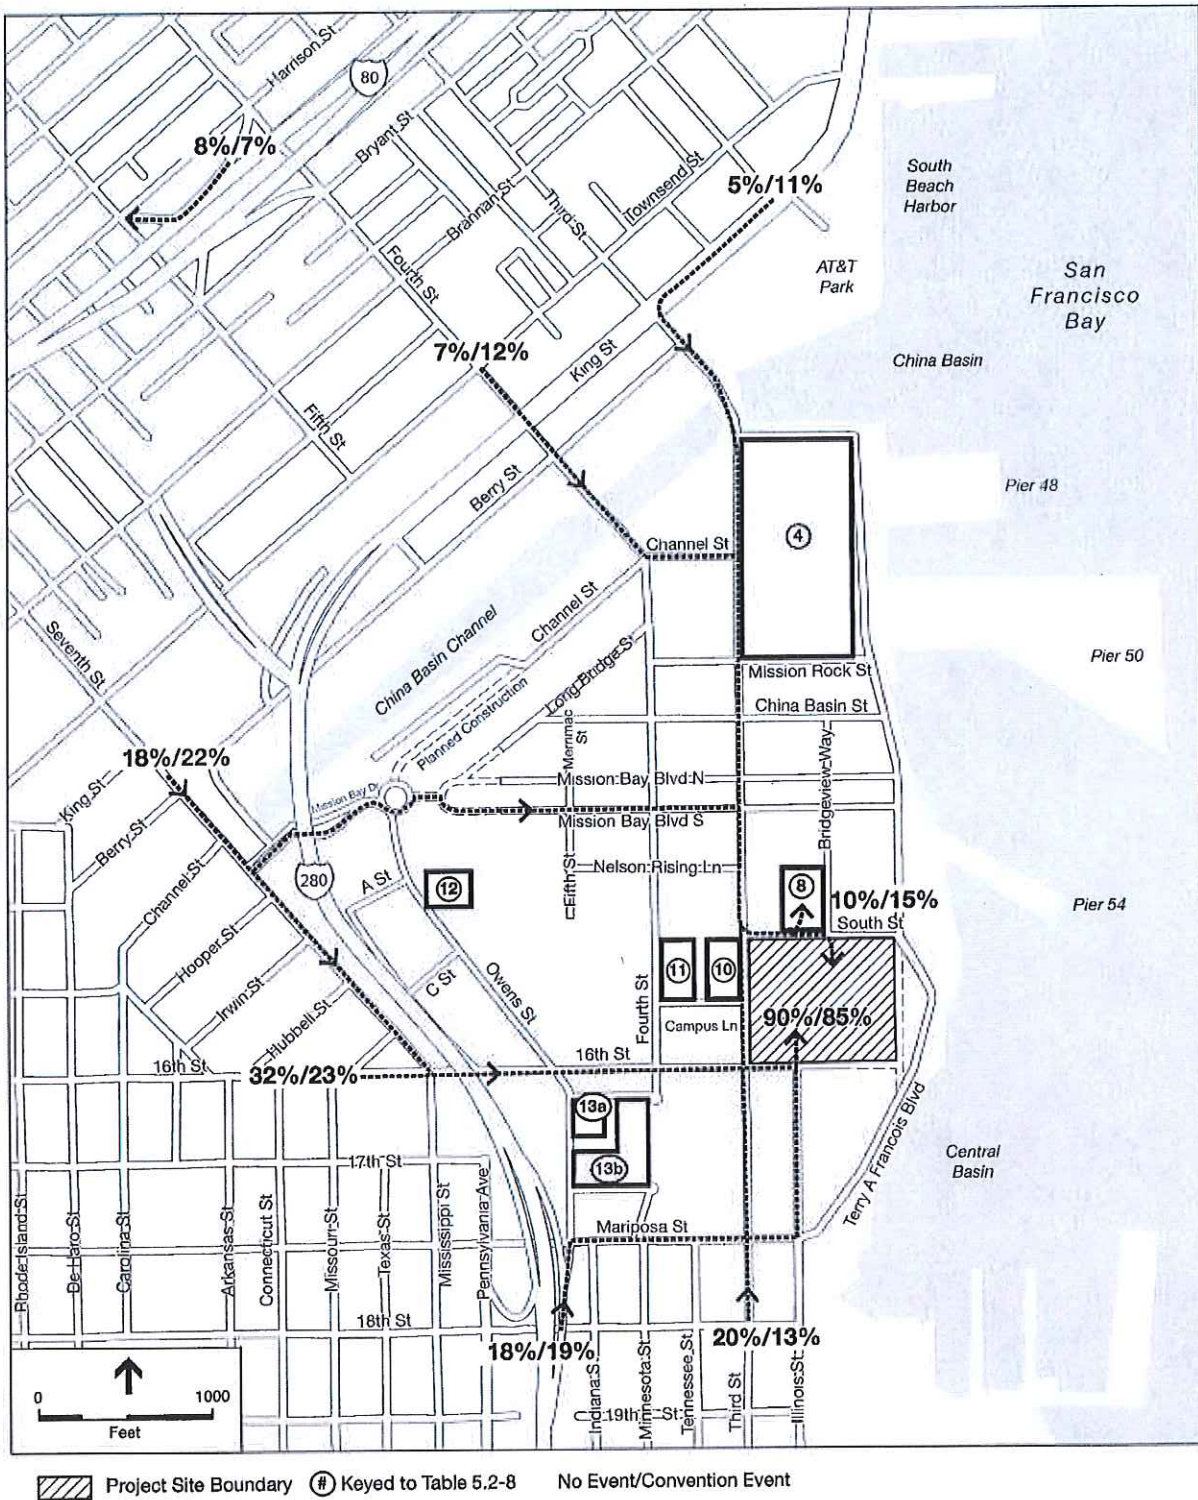 Harrison St
80
8%/7%
Bryant St
Brannan St
Third St
Townsend St
5%/11%
South
Beach
Harbor
AT&T
Park
San
Francisco
Bay
Fourth St
7%/12%
King St
China Basin
Fifth St
Berry St
Pier 48
Channel St
4
Seventh St
China Basin Channel
Channel St
Long Bridge St
Planned Construction
Merrimac
St
Mission Rock St
Pier 50
China Basin St
18%/22%
King St
Berry St
Mission Bay Dr
Mission Bay Blvd N
Mission Bay Blvd S
Bridgeview Way
Channel St
280
A St
12
Fifth St
Nelson Rising Ln
8
10%/15%
South St
Pier 54
Hooper St
Irwin St
Hubbell St
C St
Owens St
Fourth St
11
10
Campus Ln
90%/85%
16th St
32%/23%
16th St
13a
13b
Terry A Francois Blvd
Central
Basin
17th St
Rhode Island St
De Haro St
Carolina St
Arkansas St
Connecticut St
Missouri St
Texas St
Mississippi St
Pennsylvania Ave
Mariposa St
18th St
18%/19%
20%/13%
Indiana S
Minnesota St
Tennessee St
Third St
Illinois St
19th St
0 1000
Feet
Project Site Boundary # Keyed to Table 5.2-8 No Event/Convention Event